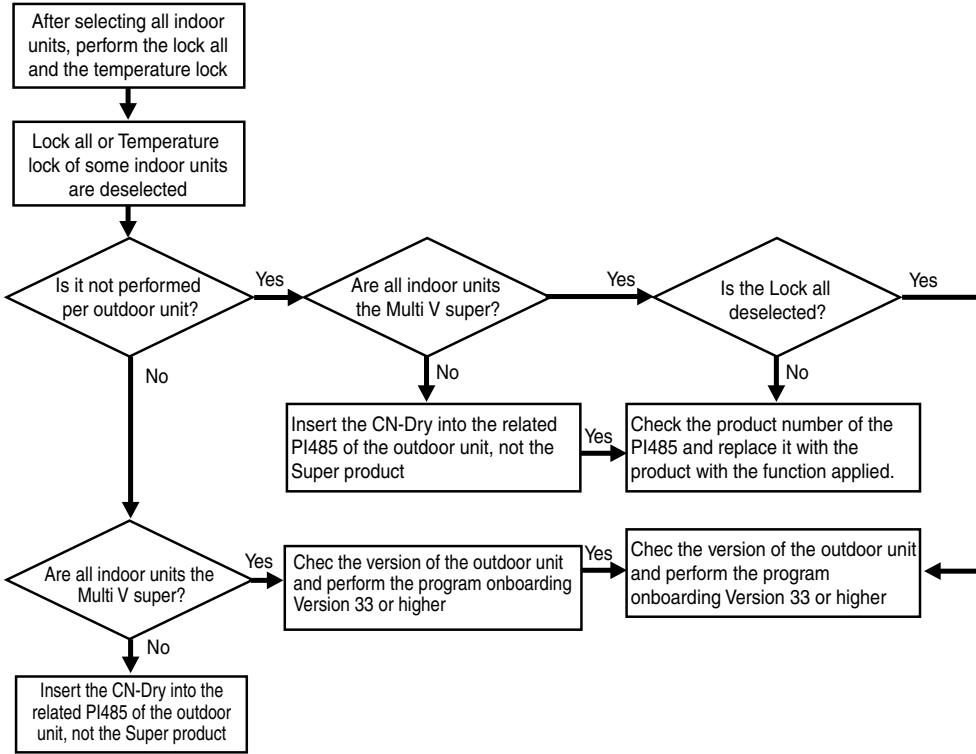 After selecting all indoor
units, perform the lock all
and the temperature lock
Lock all or Temperature
lock of some indoor units
are deselected
Is it not performed
per outdoor unit?
Yes
Are all indoor units
the Multi V super?
Yes
Is the Lock all
deselected?
Yes
No
No
No
Insert the CN-Dry into the related
PI485 of the outdoor unit, not the
Super product
Yes
Check the product number of the
PI485 and replace it with the
product with the function applied.
Are all indoor units the
Multi V super?
Yes
Chec the version of the outdoor unit
and perform the program onboarding
Version 33 or higher
Yes
Chec the version of the outdoor unit
and perform the program
onboarding Version 33 or higher
No
Insert the CN-Dry into the
related PI485 of the outdoor
unit, not the Super product